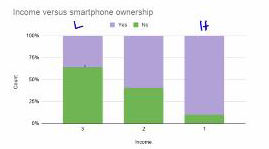 Income versus smartphone ownership
L H
Yes No
100%
75%
50%
25%
0%
Count
3 2 1
Income